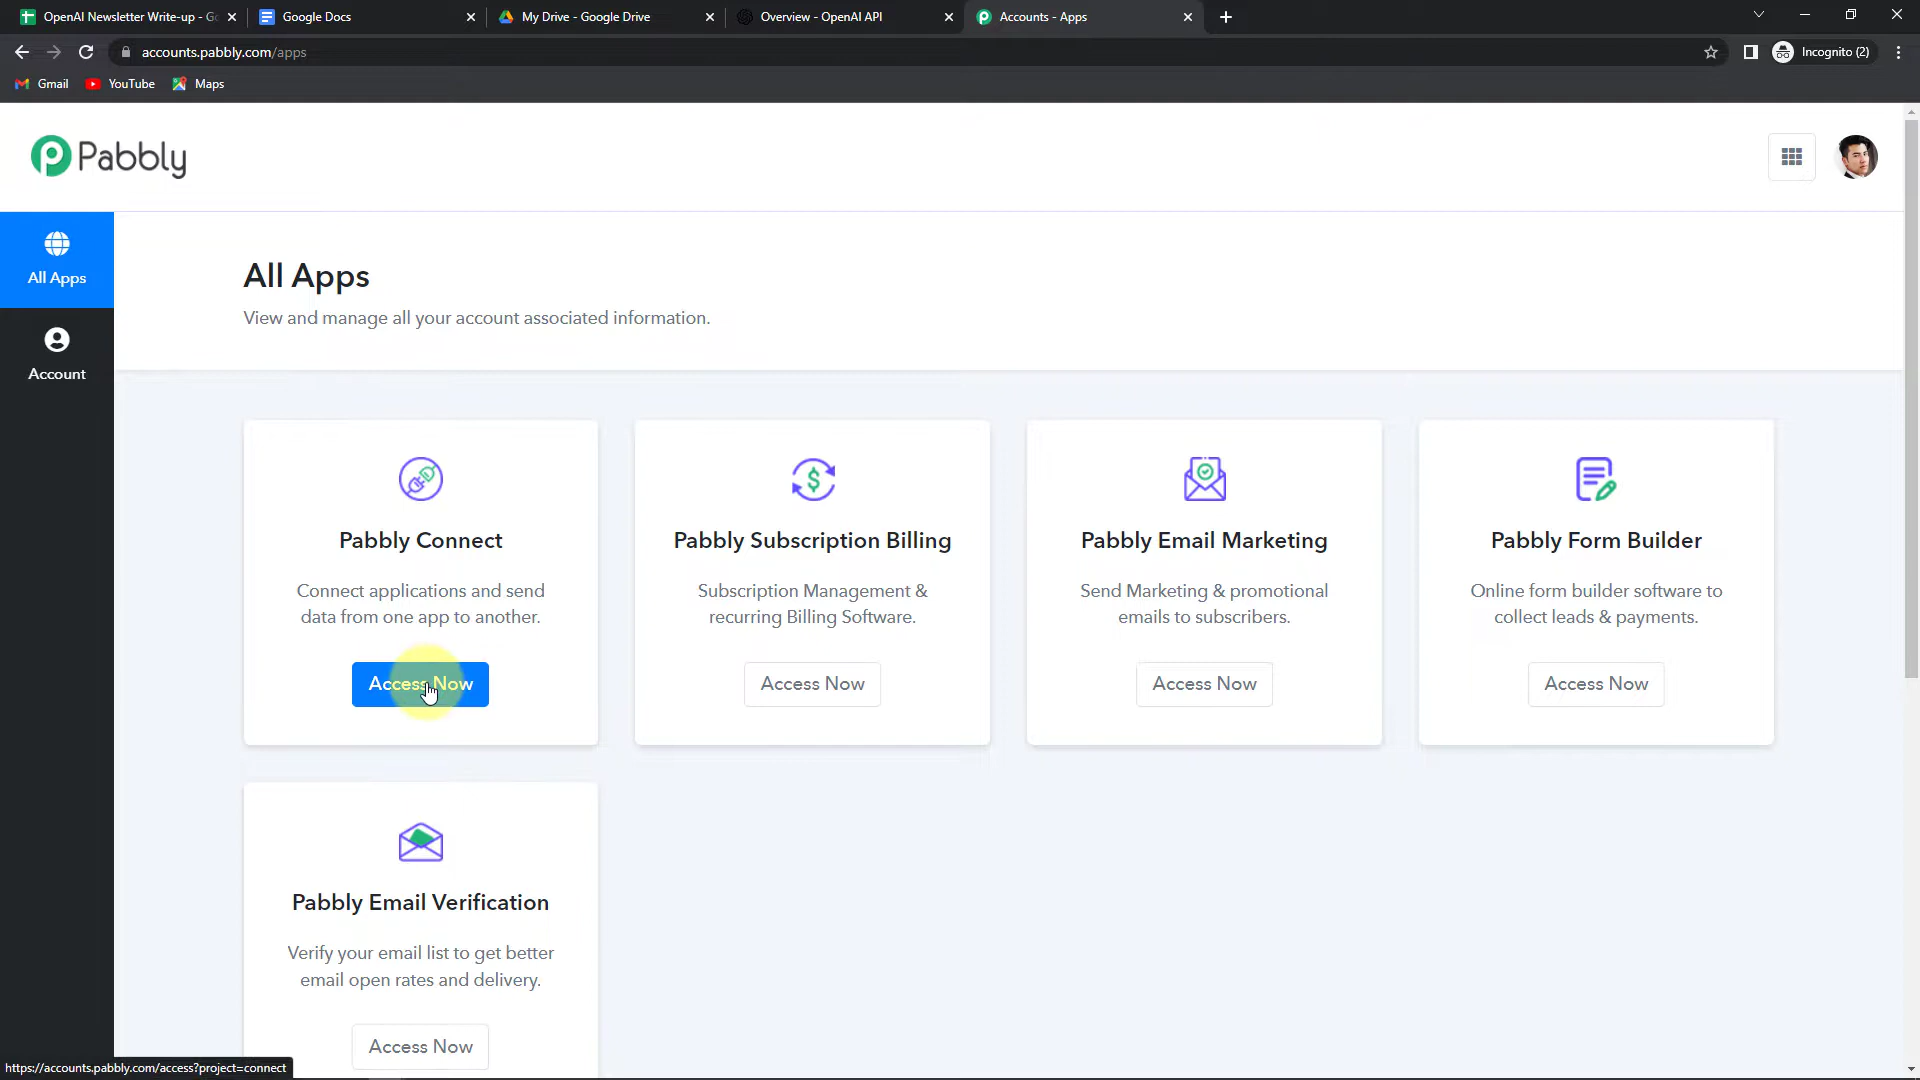 OpenAI Newsletter Write-up - Go
Google Docs
My Drive - Google Drive
Overview - OpenAI API
Accounts - Apps
accounts.pabbly.com/apps
Incognito (2)
Gmail
YouTube
Maps
Pabbly
All Apps
Account
All Apps
View and manage all your account associated information.
Pabbly Connect
Connect applications and send
data from one app to another.
Access Now
Pabbly Subscription Billing
Subscription Management &
recurring Billing Software.
Access Now
Pabbly Email Marketing
Send Marketing & promotional
emails to subscribers.
Access Now
Pabbly Form Builder
Online form builder software to
collect leads & payments.
Access Now
Pabbly Email Verification
Verify your email list to get better
email open rates and delivery.
Access Now
https://accounts.pabbly.com/access?project=connect